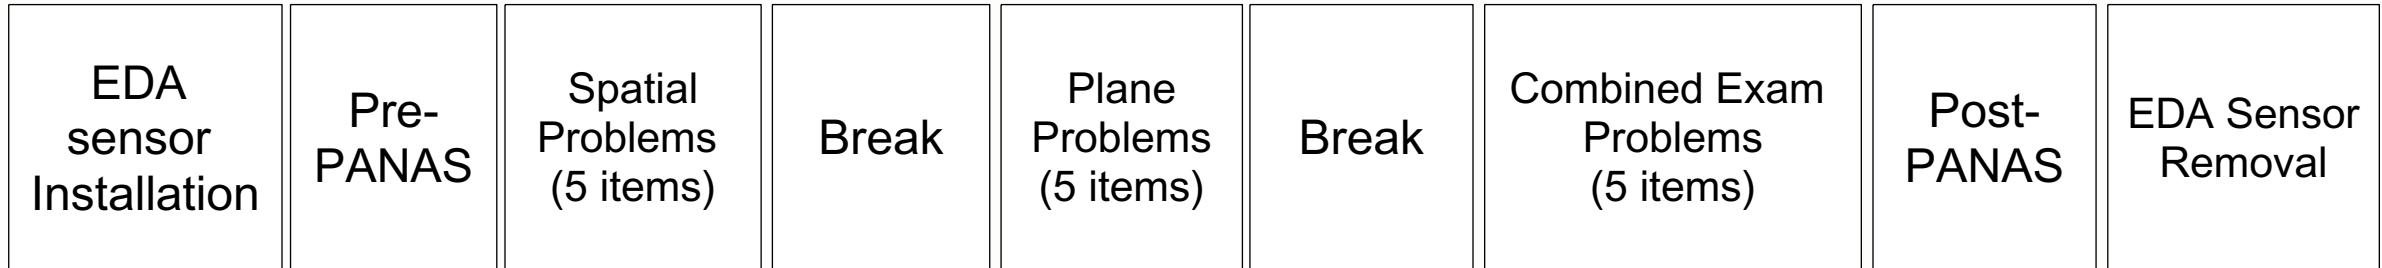 EDA
sensor
Installation
Pre-
PANAS
Spatial
Problems
(5 items)
Break
Plane
Problems
(5 items)
Break
Combined Exam
Problems
(5 items)
Post-
PANAS
EDA Sensor
Removal